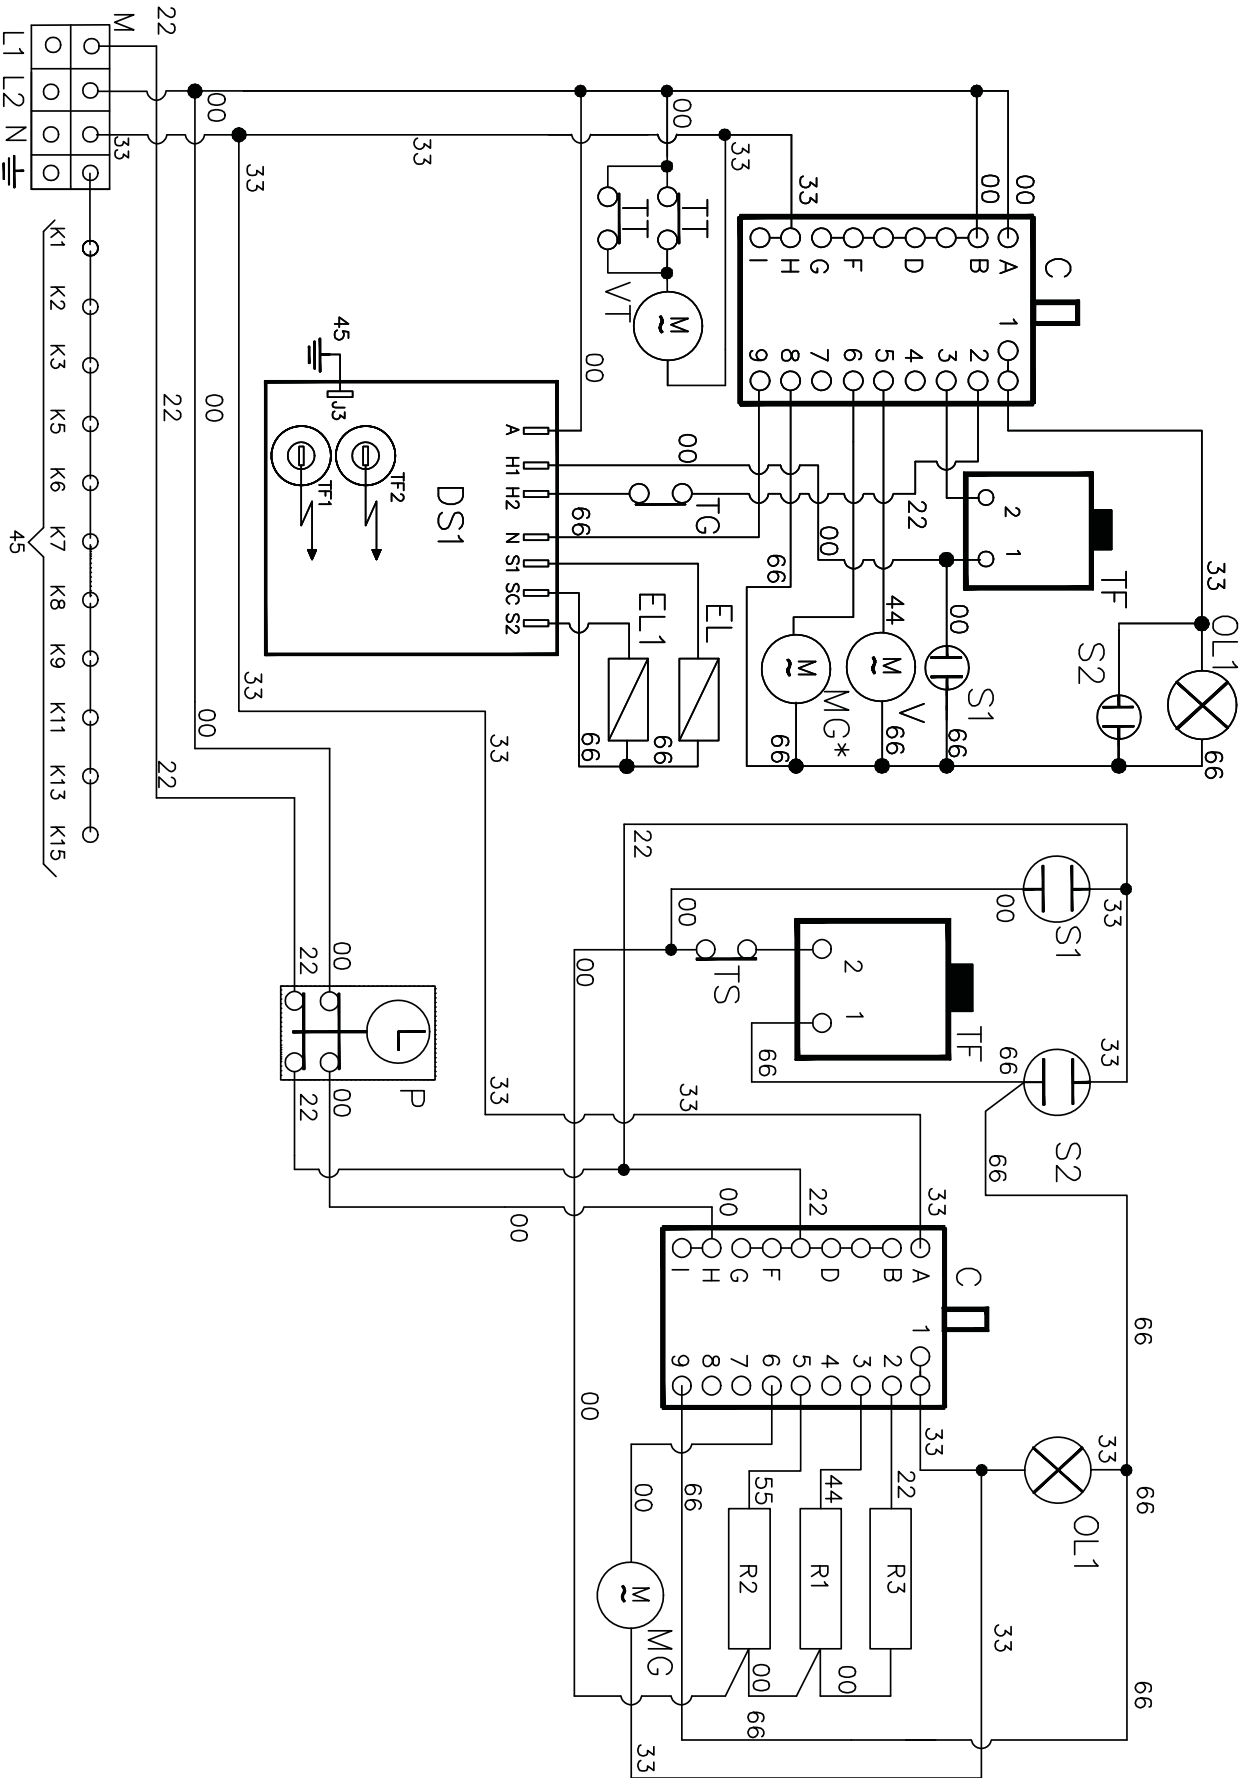 OL1
33 66
66 66 66
TF 33 33 33 OL1
S2
C S1 S2
00 A 1 2 1 00 66 00 66 66 33
S1
00 B 2 C
TF 33 A 1 33
3 22 V 22
D 4 44 66 B 2 R3
5 2 1 44
F 6 MG* 3 R1 00
G 7 00 22 D 4
33 H 8 66 66 66 5 55
I 9 F 6 R2 00 66
33 TS G 7
TG 00 H 8 66
00 00 00 33 I 9
EL
VT 66 22 MG
EL1 00 33
00 66 66 00 00
A H1 H2 N S1 SC S2
00
DS1 33 33
33 P
TF2
45 J3 00 00
TF1 22 22
33 33
00 00 00
22 22 22
M 33
L1 L2 N
K1 K2 K3 K5 K6 K7 K8 K9 K11 K13 K15
45